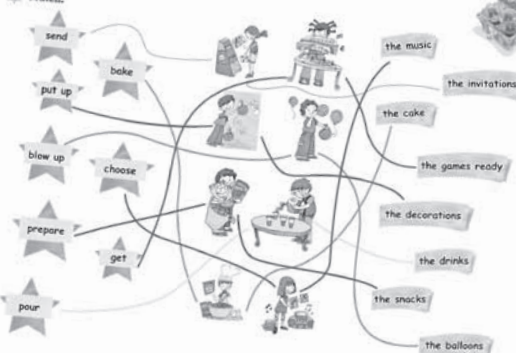 send
bake
put up
blow up
choose
prepare
get
pour
the music
the invitations
the cake
the games ready
the decorations
the drinks
the snacks
the balloons